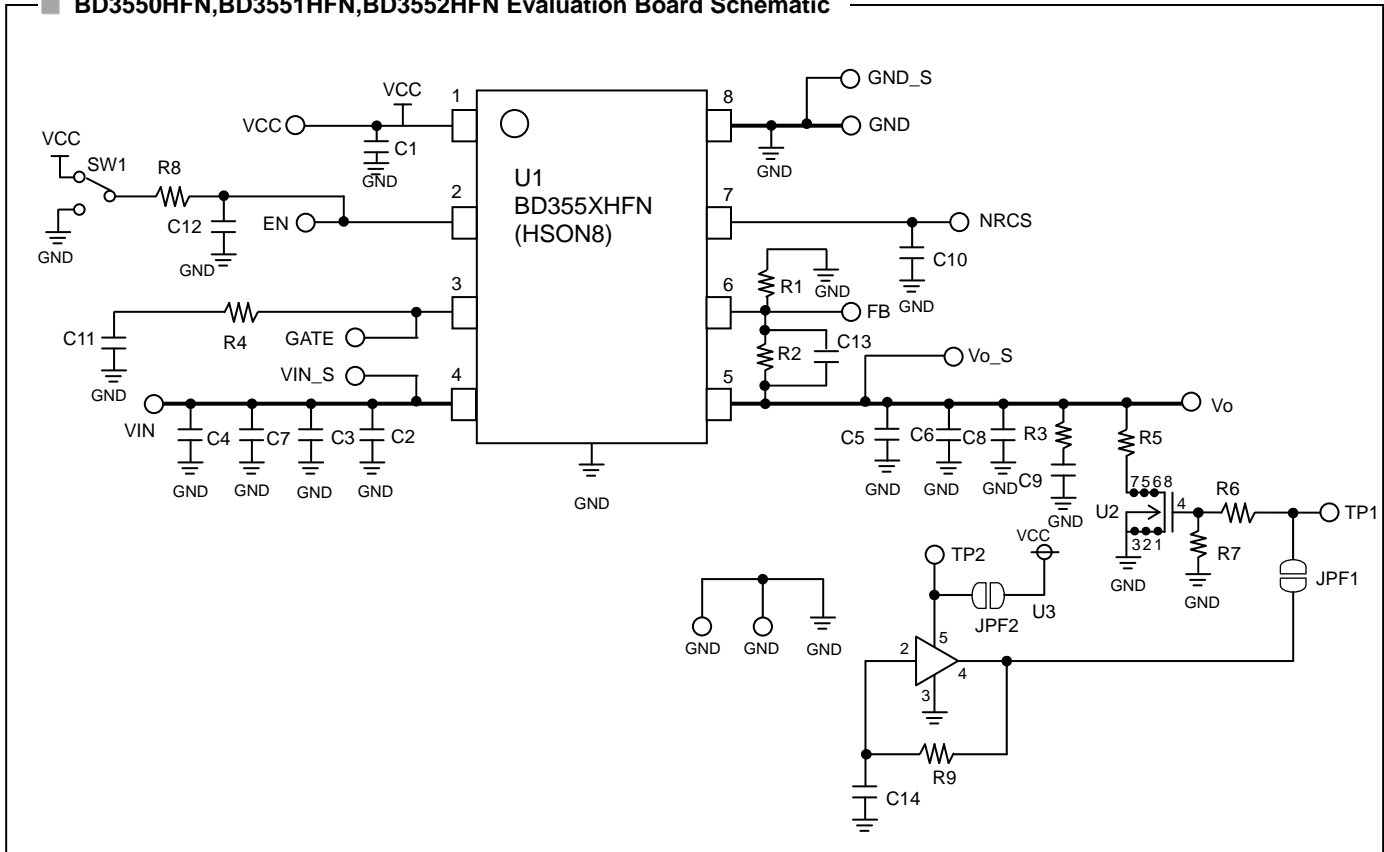 BD3550HFN,BD3551HFN,BD3552HFN Evaluation Board Schematic
GND_S
VCC
1
8
VCC
GND
VCC
C1
SW1
GND
GND
R8
U1
BD355XHFN
(HSON8)
2
7
C12
EN
NRCS
GND
GND
C10
3
6
R1
GND
GND
C11
R4
GATE
FB
R2
C13
VIN_S
Vo_S
GND
4
5
VIN
Vo
C4
C7
C3
C2
C5
C6
C8
R3
R5
GND
GND
GND
GND
GND
GND
GND
GND
C9
7568
U2
4
R6
TP1
GND
321
R7
VCC
TP2
GND
GND
JPF1
JPF2
U3
GND
GND
GND
2
5
4
3
R9
C14